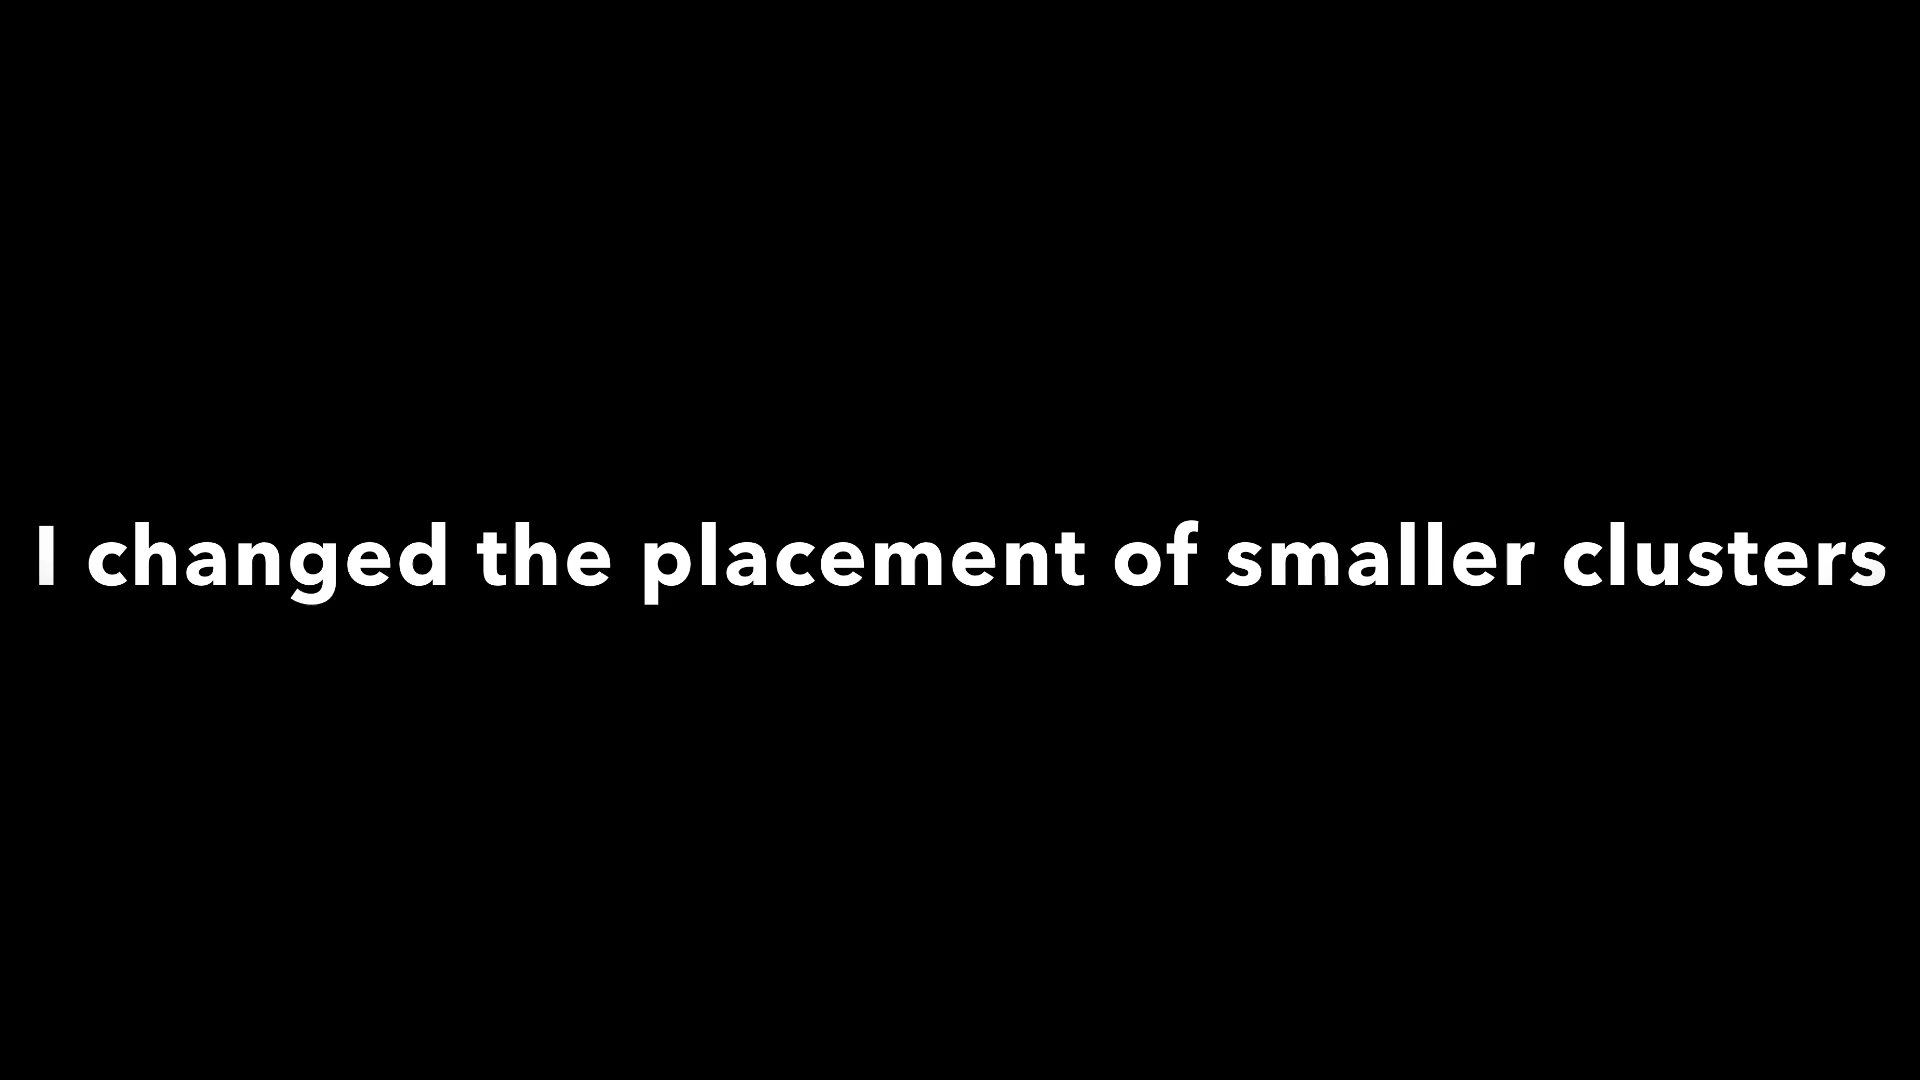 I changed the placement of smaller clusters